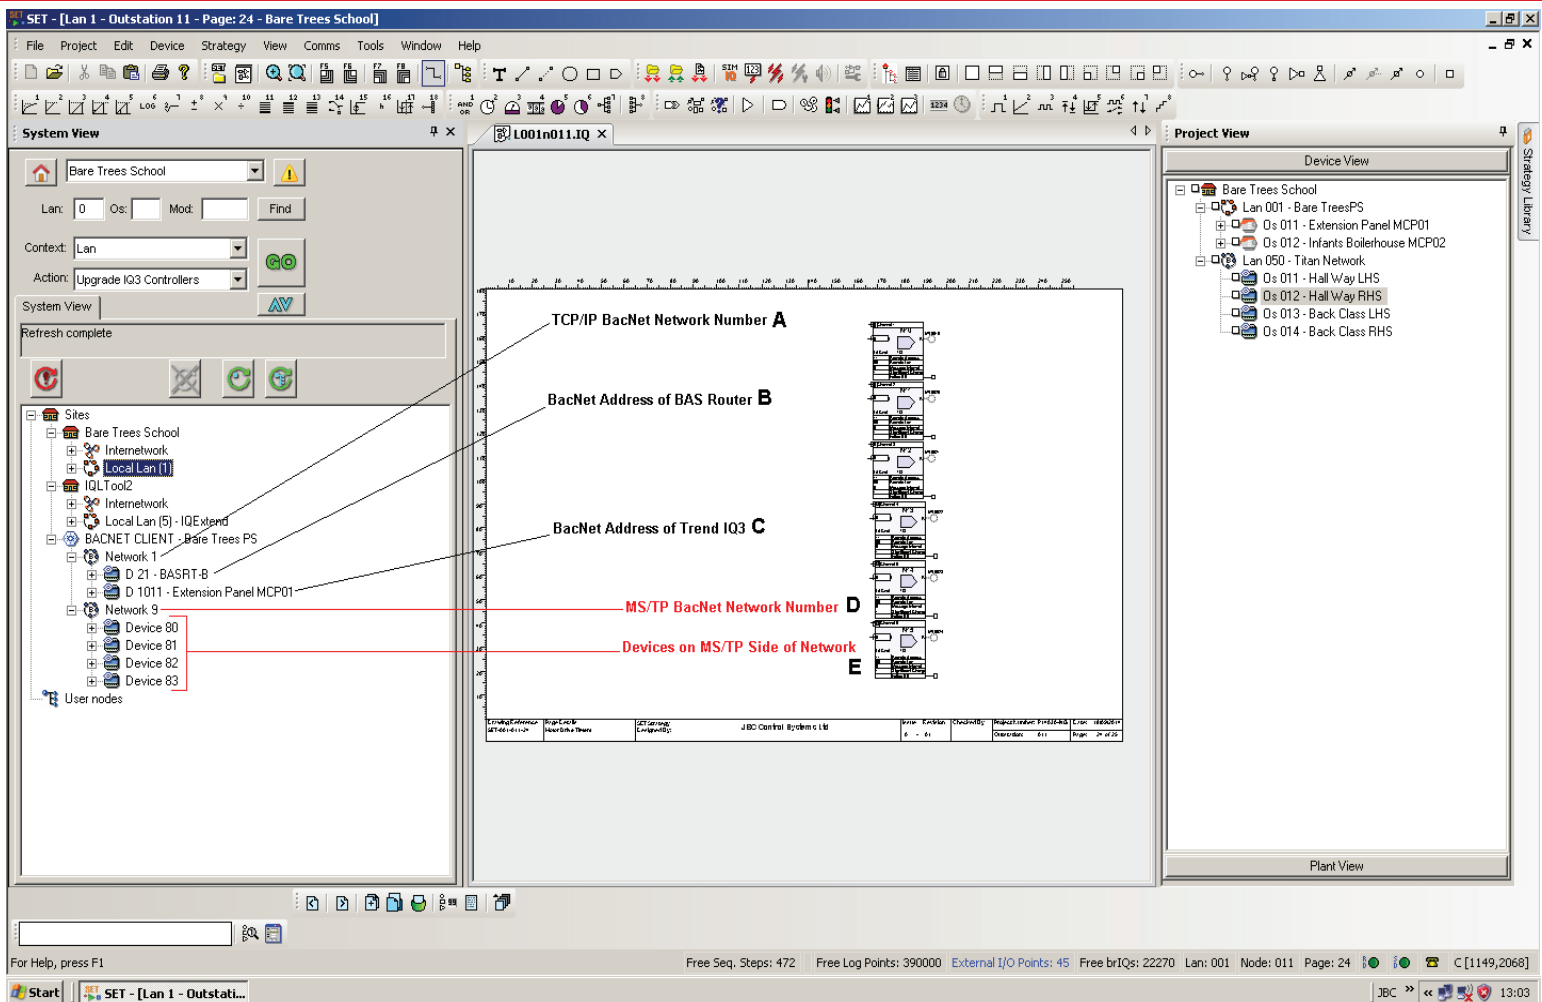 SET - [Lan 1 - Outstation 11 - Page: 24 - Bare Trees School]
File Project Edit Device Strategy View Comms Tools Window Help
System View
L001n011.IQ
Project View
Strategy Library
Bare Trees School
Lan: 0 Os: Mod: Find
Context: Lan
GO
Action: Upgrade IQ3 Controllers
AV
System View
Refresh complete
Sites
Bare Trees School
Internetwork
Local Lan (1)
IQLTool2
Internetwork
Local Lan (5) - IQExtend
BACNET CLIENT - Bare Trees PS
Network 1
D 21 - BASRT-B
D 1011 - Extension Panel MCP01
Network 9
Device 80
Device 81
Device 82
Device 83
User nodes
TCP/IP BacNet Network Number A
BacNet Address of BAS Router B
BacNet Address of Trend IQ3 C
MS/TP BacNet Network Number D
Devices on MS/TP Side of Network
E
JBC Control Systems Ltd
Device View
Bare Trees School
Lan 001 - Bare TreesPS
Os 011 - Extension Panel MCP01
Os 012 - Infants Boilerhouse MCP02
Lan 050 - Titan Network
Os 011 - Hall Way LHS
Os 012 - Hall Way RHS
Os 013 - Back Class LHS
Os 014 - Back Class RHS
Plant View
For Help, press F1
Free Seq. Steps: 472 Free Log Points: 390000 External I/O Points: 45 Free brIQs: 22270 Lan: 001 Node: 011 Page: 24 C [1149,2068]
Start SET - [Lan 1 - Outstati... JBC 13:03